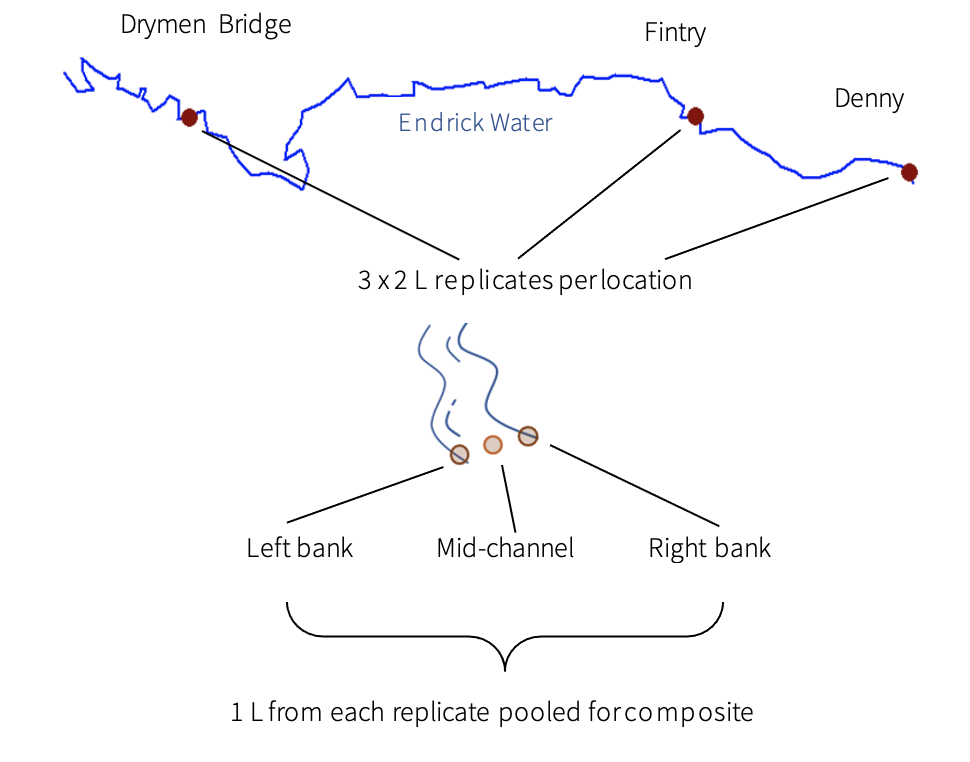 Drymen Bridge
Fintry
Denny
Endrick Water
3 x 2 L replicates per location
Left bank
Mid-channel
Right bank
1 L from each replicate pooled for composite